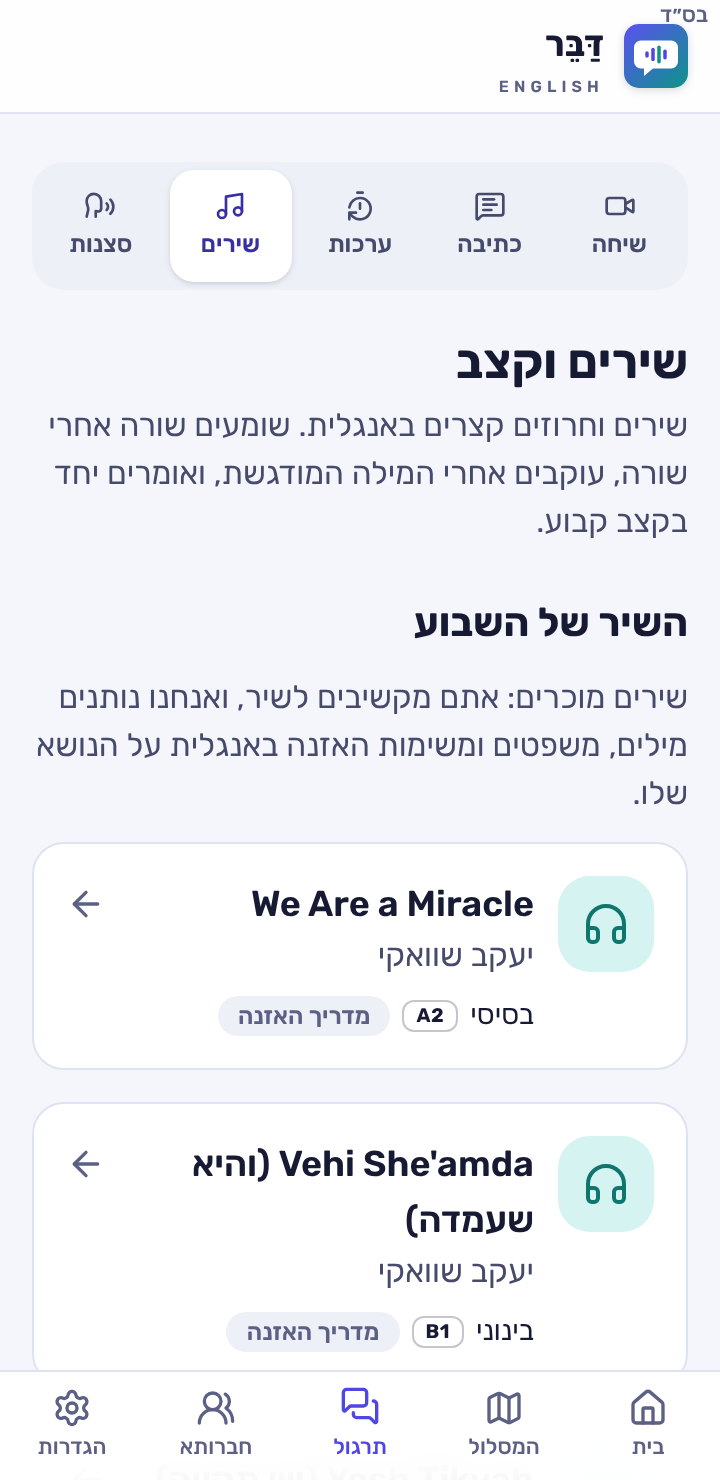 בס״ד
דַּבֵּר
ENGLISH
שיחה
כתיבה
ערכות
שירים
סצנות
שירים וקצב
שירים וחרוזים קצרים באנגלית. שומעים שורה אחרי
שורה, עוקבים אחרי המילה המודגשת, ואומרים יחד
בקצב קבוע.
השיר של השבוע
שירים מוכרים: אתם מקשיבים לשיר, ואנחנו נותנים
מילים, משפטים ומשימות האזנה באנגלית על הנושא
שלו.
We Are a Miracle
יעקב שוואקי
בסיסי A2 מדריך האזנה
Vehi She'amda (והיא
שעמדה)
יעקב שוואקי
בינוני B1 מדריך האזנה
בית
המסלול
תרגול
חברותא
הגדרות